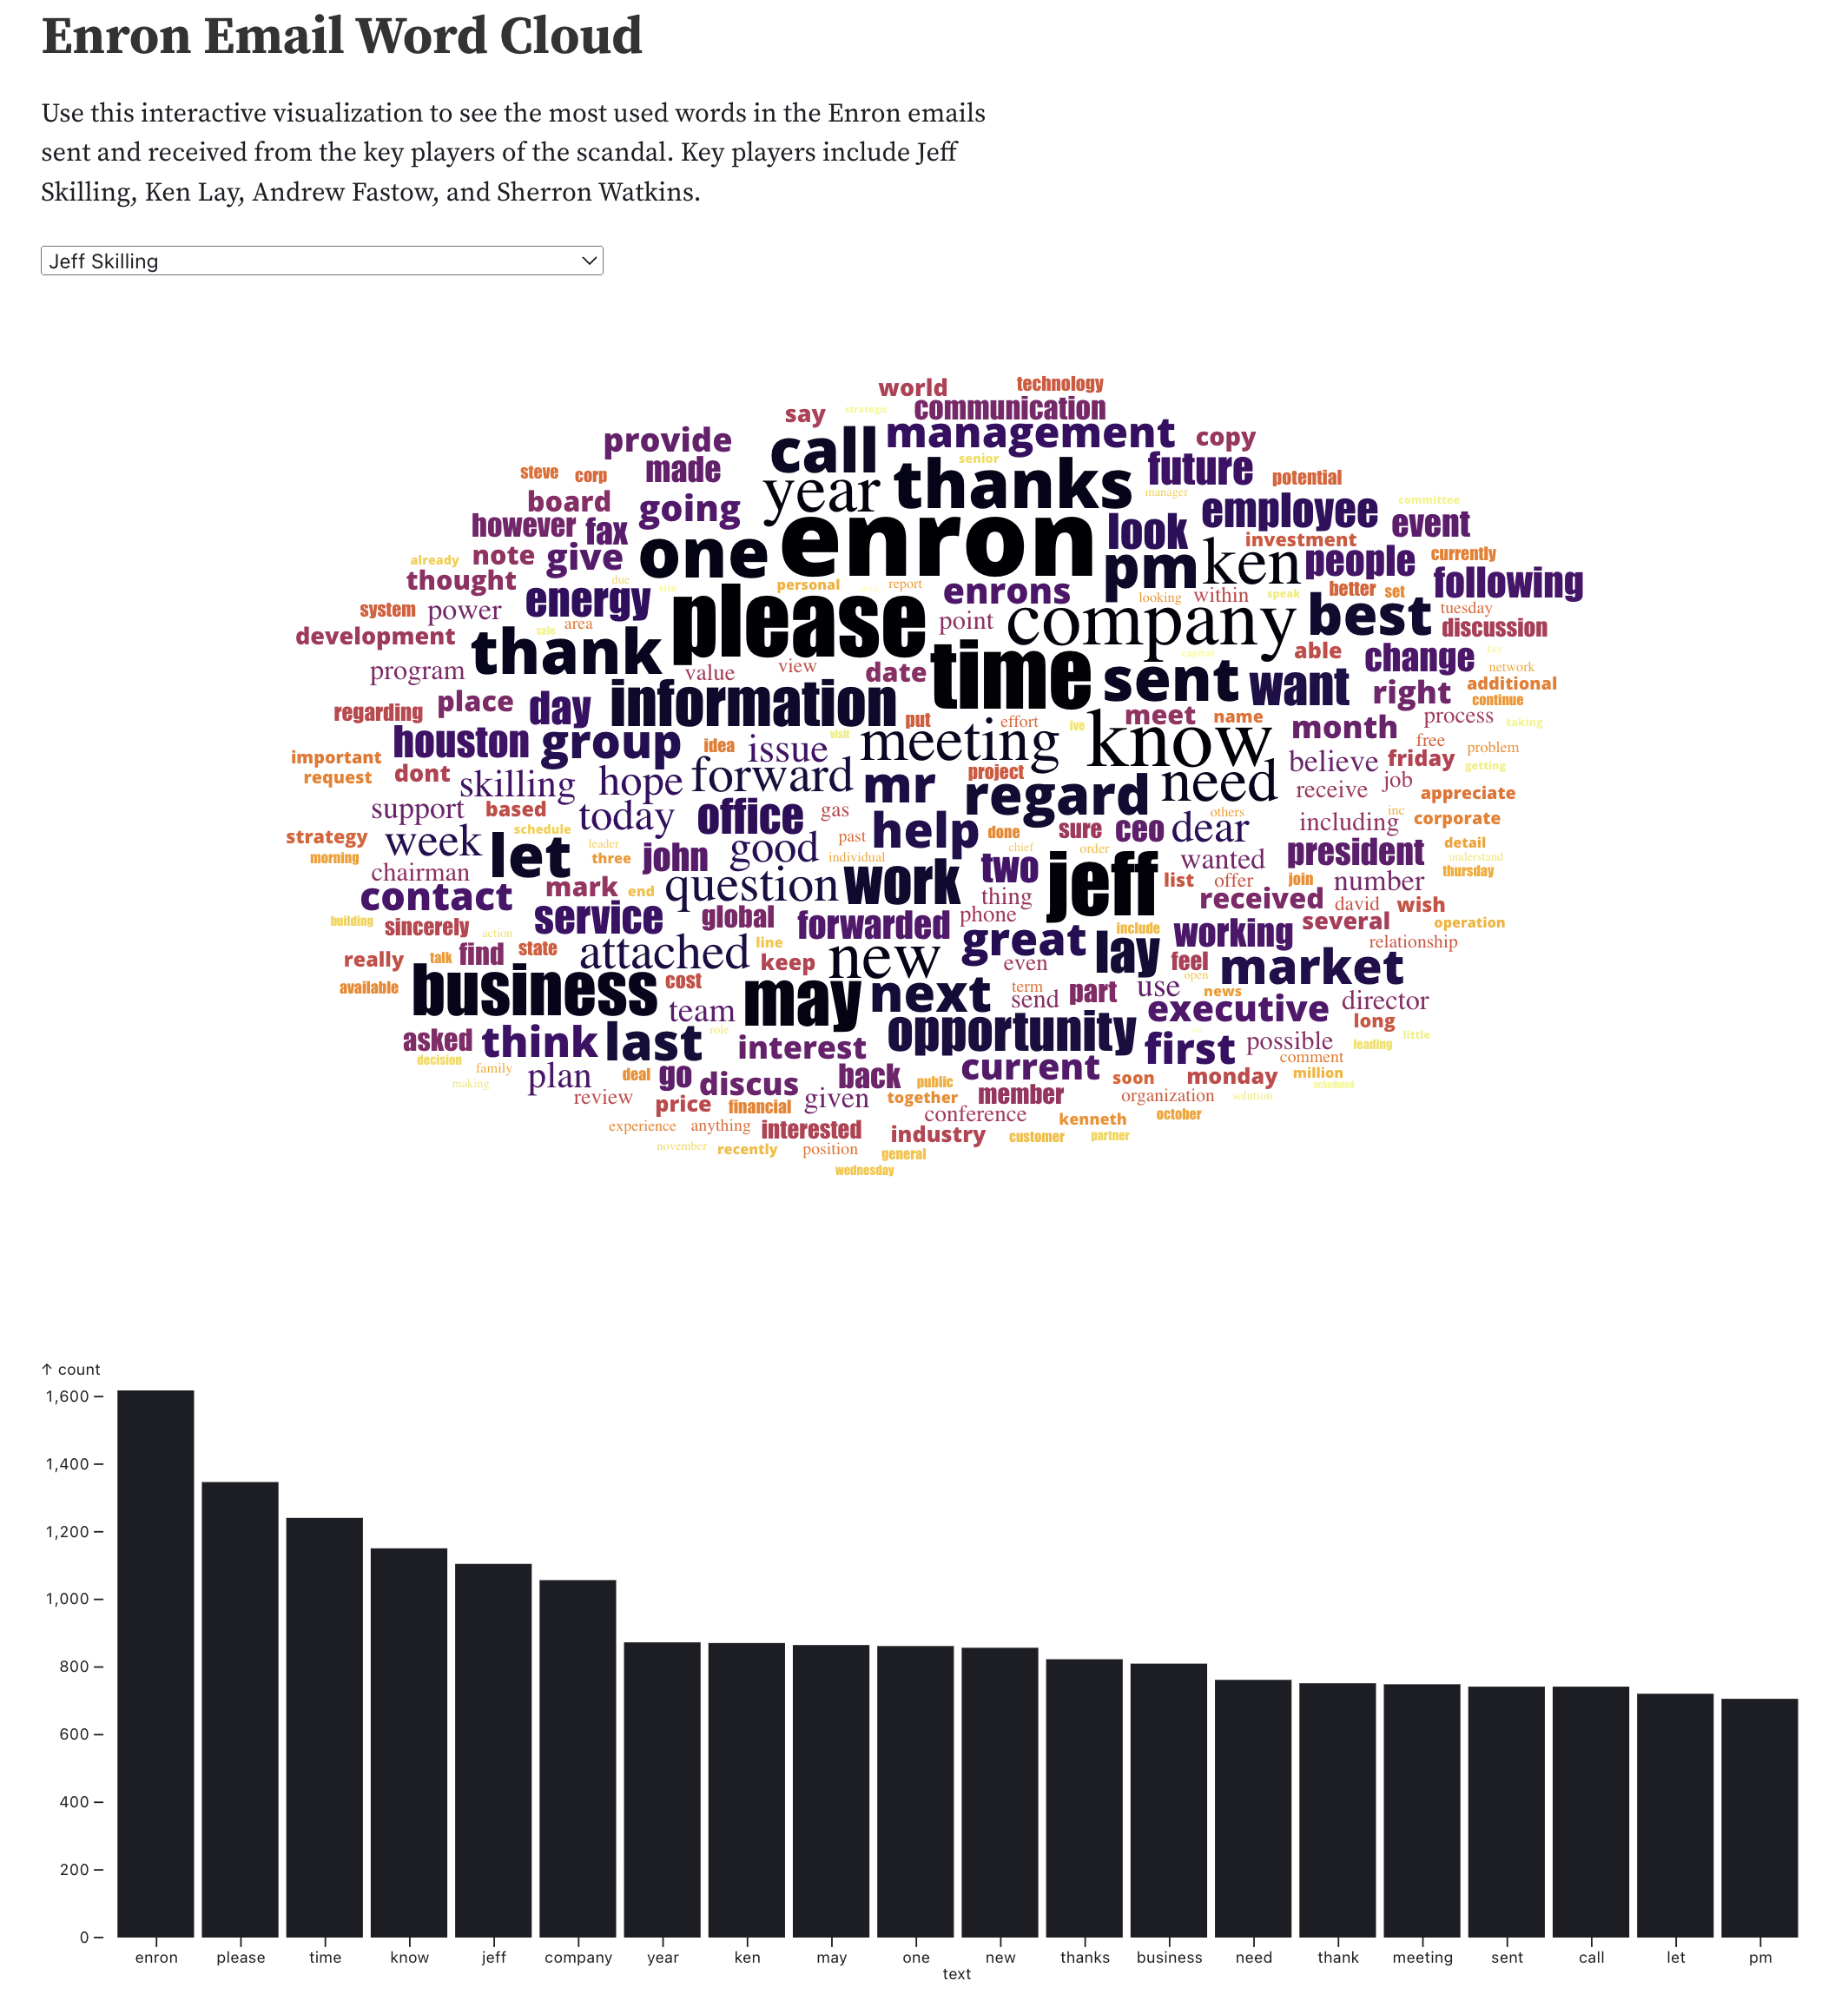 Enron Email Word Cloud
Use this interactive visualization to see the most used words in the Enron emails
sent and received from the key players of the scandal. Key players include Jeff
Skilling, Ken Lay, Andrew Fastow, and Sherron Watkins.
Jeff Skilling
world technology
say strategic communication
provide call management copy
steve corp made senior future potential
board going year thanks manager employee committee
however fax one enron look investment event
already note give ken people currently
thought due personal report enrons pm looking within speak better set following
system power energy area point company best tuesday
development thank sale please discussion
program value view date time capital able change key network
regarding place day information sent want right additional continue
put effort ive meet name month process taking
houston group idea issue visit meeting know free problem
important believe friday getting
request dont skilling hope forward mr project regard need receive job appreciate
support based today office gas others including inc corporate
strategy week schedule good past help done sure ceo dear detail
morning let leader three john individual chief order wanted president understand
chairman question work two jeff list offer join number thursday
contact mark end thing received david wish
building sincerely service global forwarded phone include working several operation
action great lay relationship
really talk find state attached line keep new even feel open market
available business cost may next term send part use news executive director
team role opportunity long little
asked think last interest first possible leading
decision family current comment million
making plan deal go discus back public soon monday scheduled
review price financial given together member organization solution
experience anything interested conference kenneth october
industry customer partner
november recently position general
wednesday
↑ count
1,600
1,400
1,200
1,000
800
600
400
200
0
enron please time know jeff company year ken may one new thanks business need thank meeting sent call let pm
text